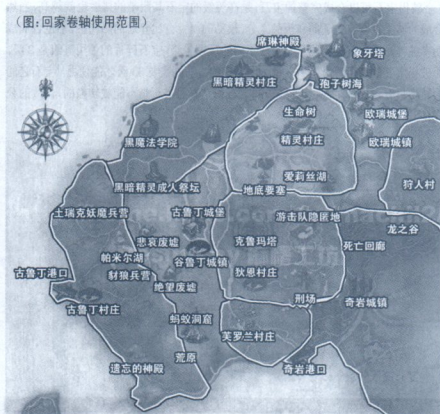 （图：回家卷轴使用范围）
席琳神殿
象牙塔
黑暗精灵村庄
孢子树海
生命树
欧瑞城堡
黑魔法学院
精灵村庄
欧瑞城镇
爱莉丝湖
狩人村
黑暗精灵成人祭坛
地底要塞
土瑞克妖魔兵营
古鲁丁城堡
游击队隐匿地
龙之谷
悲哀废墟
克鲁玛塔
死亡回廊
帕米尔湖
谷鲁丁城镇
古鲁丁港口
豺狼兵营
狄恩村庄
绝望废墟
刑场
奇岩城镇
古鲁丁村庄
蚂蚁洞窟
芙罗兰村庄
荒原
遗忘的神殿
奇岩港口